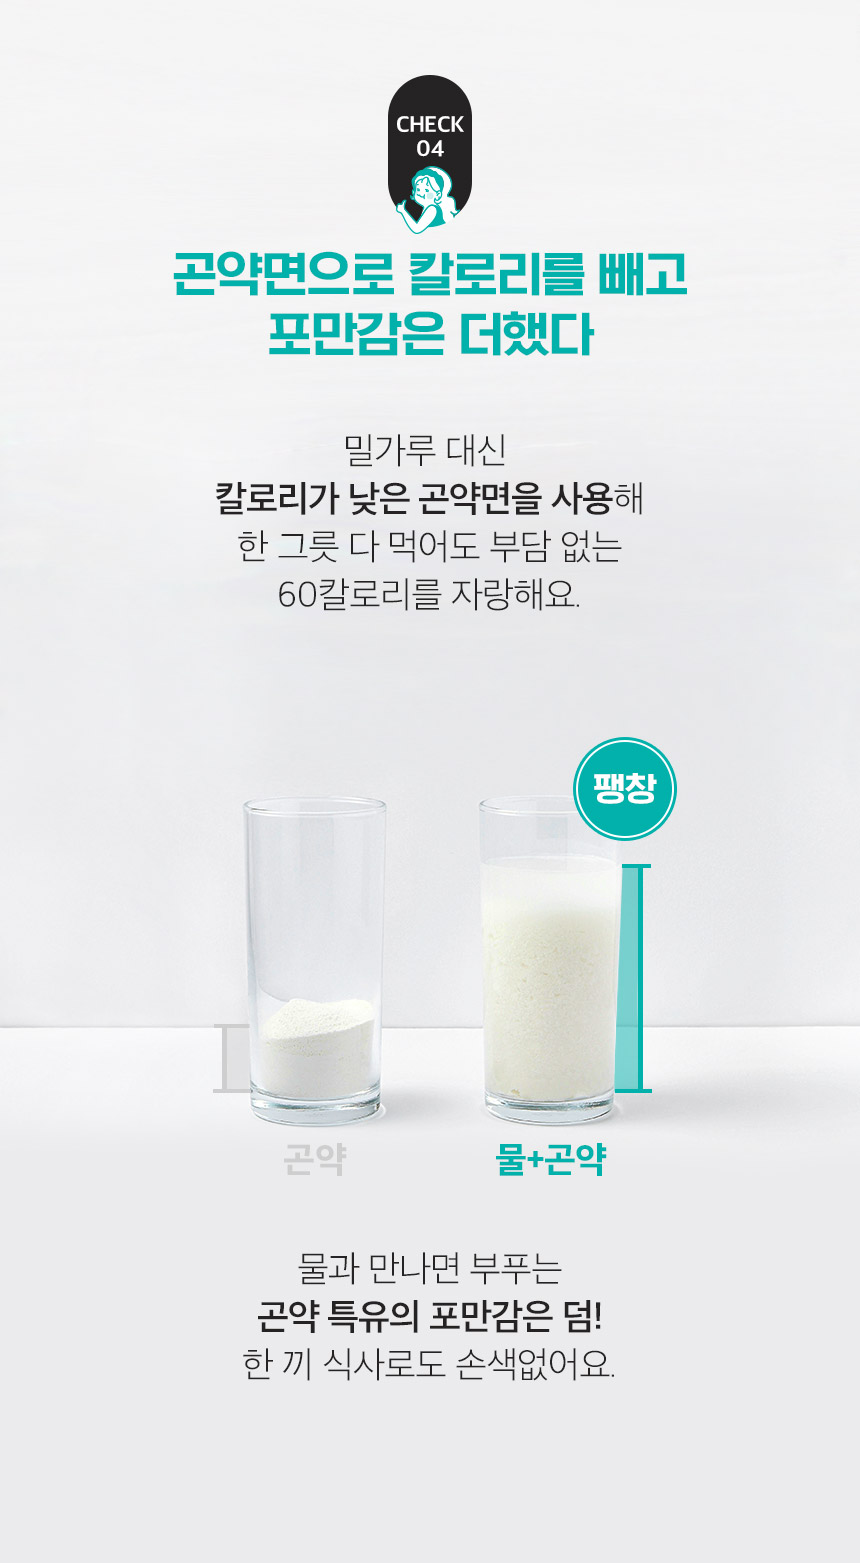 CHECK
04
곤약면으로 칼로리를 빼고
포만감은 더했다
밀가루 대신
칼로리가 낮은 곤약면을 사용해
한 그릇 다 먹어도 부담 없는
60칼로리를 자랑해요.
팽창
곤약
물+곤약
물과 만나면 부푸는
곤약 특유의 포만감은 덤!
한 끼 식사로도 손색없어요.